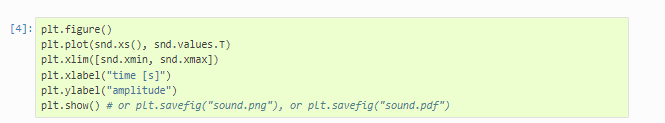 [4]: plt.figure()
plt.plot(snd.xs(), snd.values.T)
plt.xlim([snd.xmin, snd.xmax])
plt.xlabel("time [s]")
plt.ylabel("amplitude")
plt.show() # or plt.savefig("sound.png"), or plt.savefig("sound.pdf")